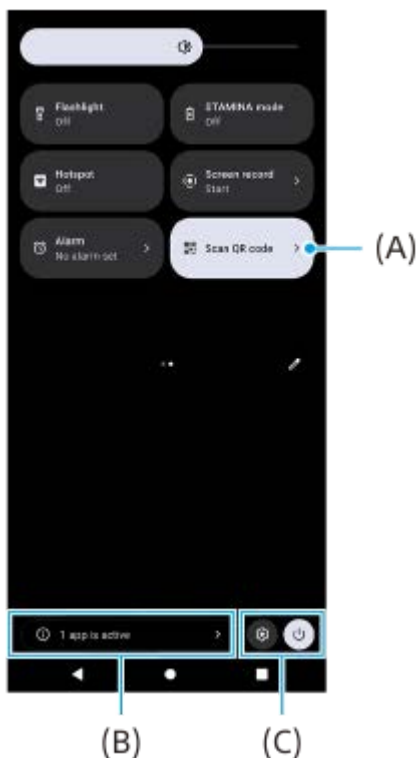 Flashlight
Off
STAMINA mode
Off
Hotspot
Off
Screen record
Start
Alarm
No alarm set
Scan QR code
(A)
1 app is active
(B)
(C)